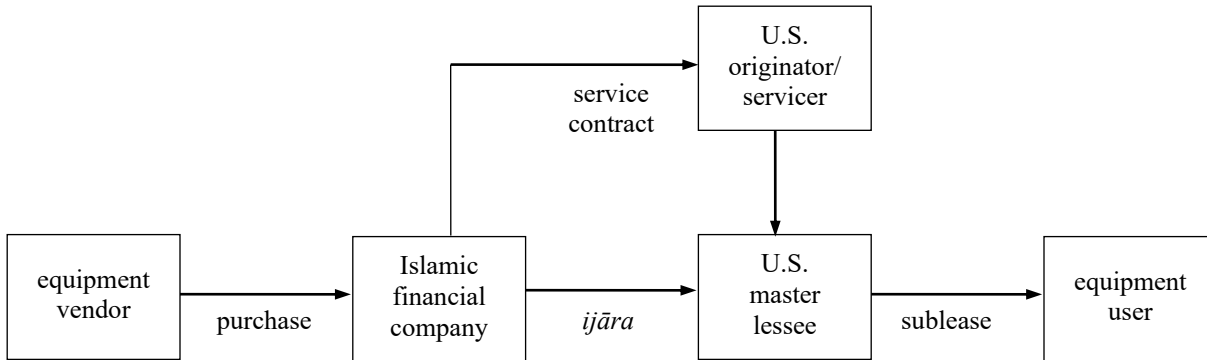 U.S.
originator/
servicer
service
contract
equipment
vendor
purchase
Islamic
financial
company
ijāra
U.S.
master
lessee
sublease
equipment
user